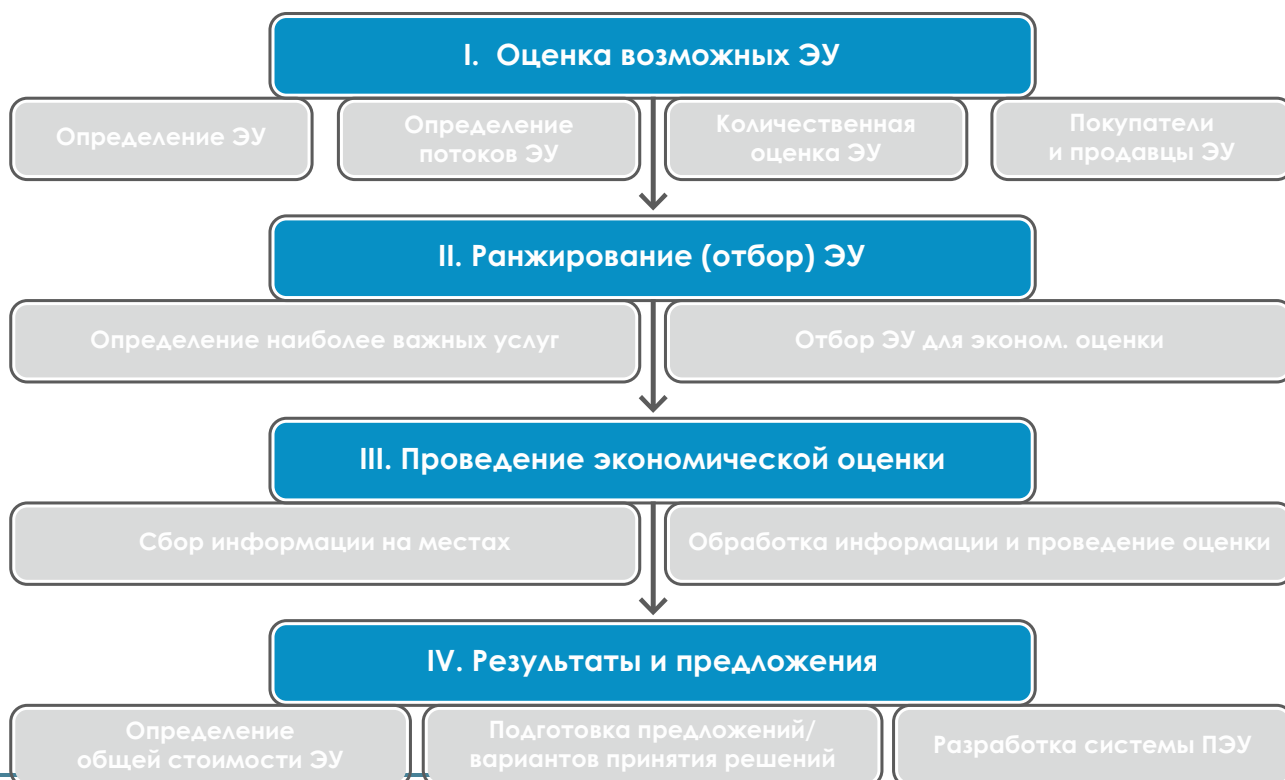 I. Оценка возможных ЭУ
Определение ЭУ
Определение
потоков ЭУ
Количественная
оценка ЭУ
Покупатели
и продавцы ЭУ
II. Ранжирование (отбор) ЭУ
Определение наиболее важных услуг
Отбор ЭУ для эконом. оценки
III. Проведение экономической оценки
Сбор информации на местах
Обработка информации и проведение оценки
IV. Результаты и предложения
Определение
общей стоимости ЭУ
Подготовка предложений/
вариантов принятия решений
Разработка системы ПЭУ